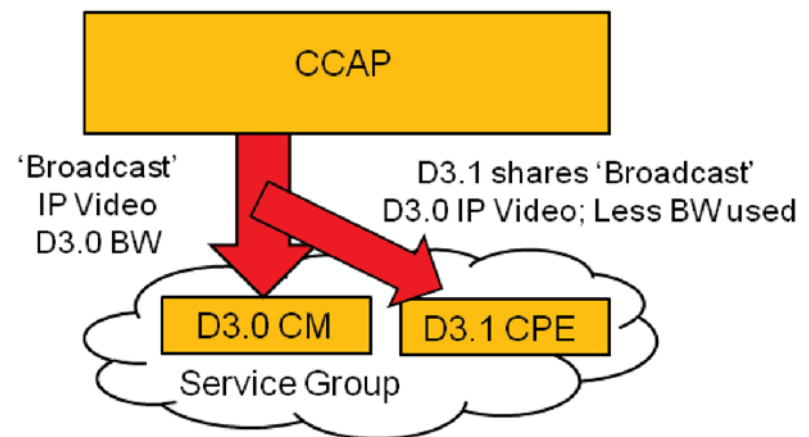 CCAP
'Broadcast'
IP Video
D3.0 BW
D3.1 shares 'Broadcast'
D3.0 IP Video; Less BW used
D3.0 CM
D3.1 CPE
Service Group